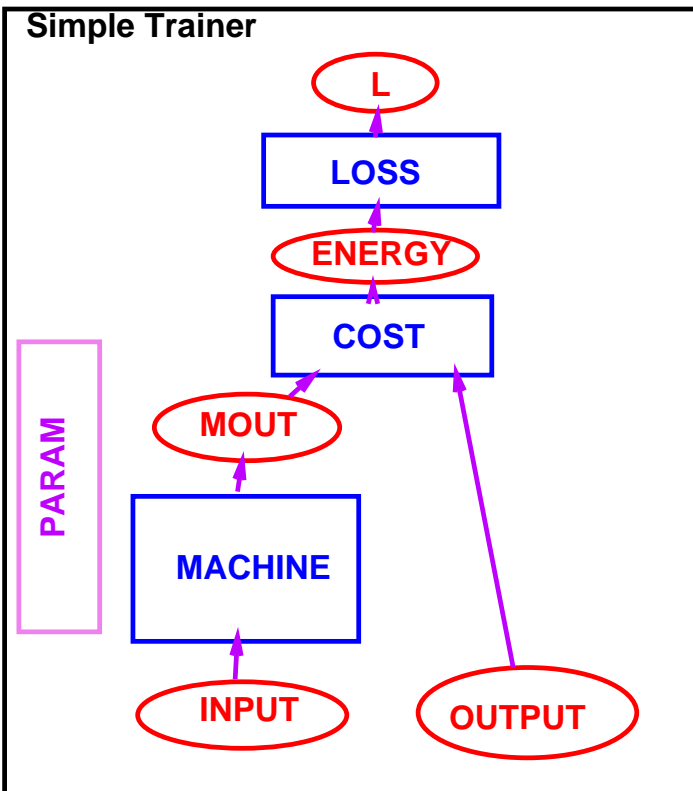 Simple Trainer
L
LOSS
ENERGY
COST
MOUT
PARAM
MACHINE
INPUT
OUTPUT